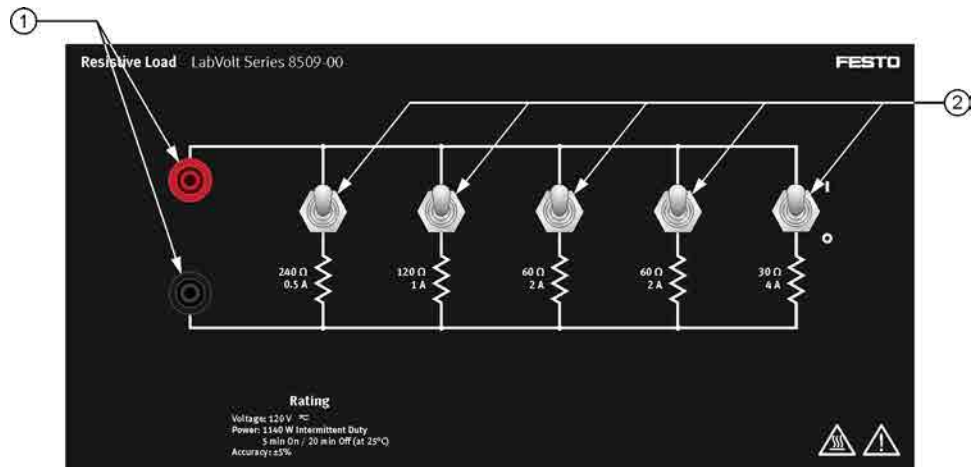 1
Resistive Load LabVolt Series 8509-00
FESTO
2
I
O
240 Ω
0.5 A
120 Ω
1 A
60 Ω
2 A
60 Ω
2 A
30 Ω
4 A
Rating
Voltage: 120 V ⎓
Power: 1140 W Intermittent Duty
5 min On / 20 min Off (at 25°C)
Accuracy: ±5%